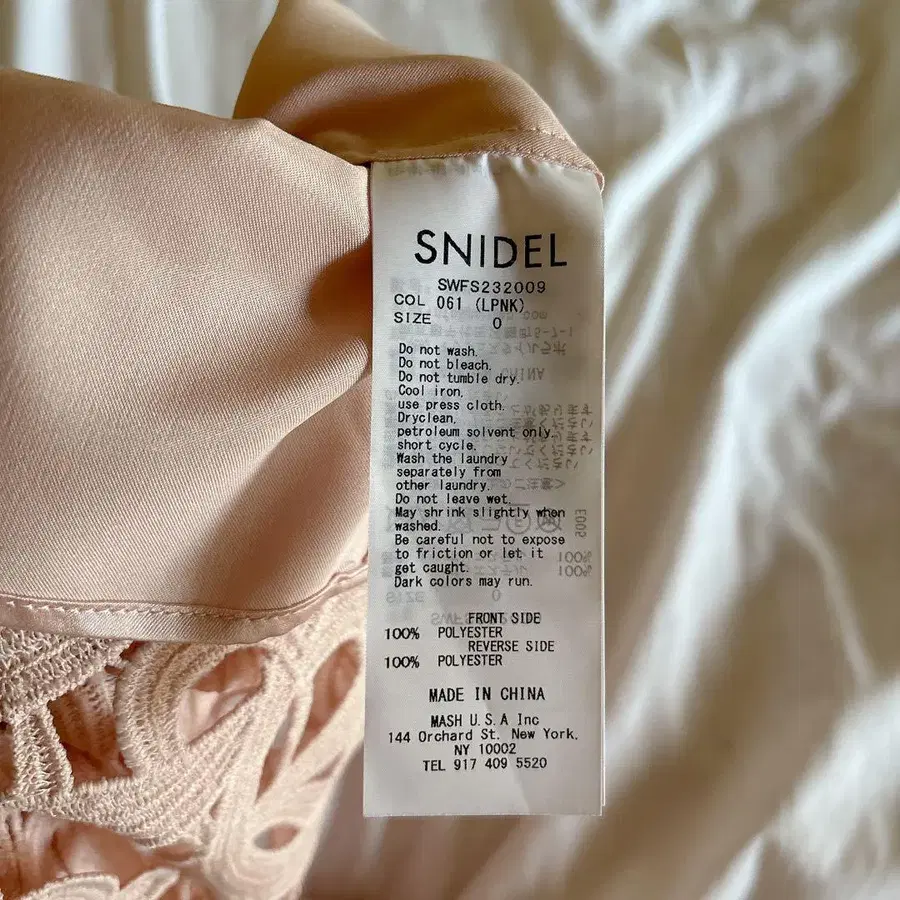 SNIDEL
SWFS232009
COL 061 (LPNK)
SIZE 0
Do not wash.
Do not bleach.
Do not tumble dry.
Cool iron,
use press cloth.
Dryclean,
petroleum solvent only.
short cycle.
Wash the laundry
separately from
other laundry.
Do not leave wet.
May shrink slightly when
washed.
Be careful not to expose
to friction or let it
get caught.
Dark colors may run.
FRONT SIDE
100% POLYESTER
REVERSE SIDE
100% POLYESTER
MADE IN CHINA
MASH U.S.A Inc
144 Orchard St. New York.
NY 10002
TEL 917 409 5520